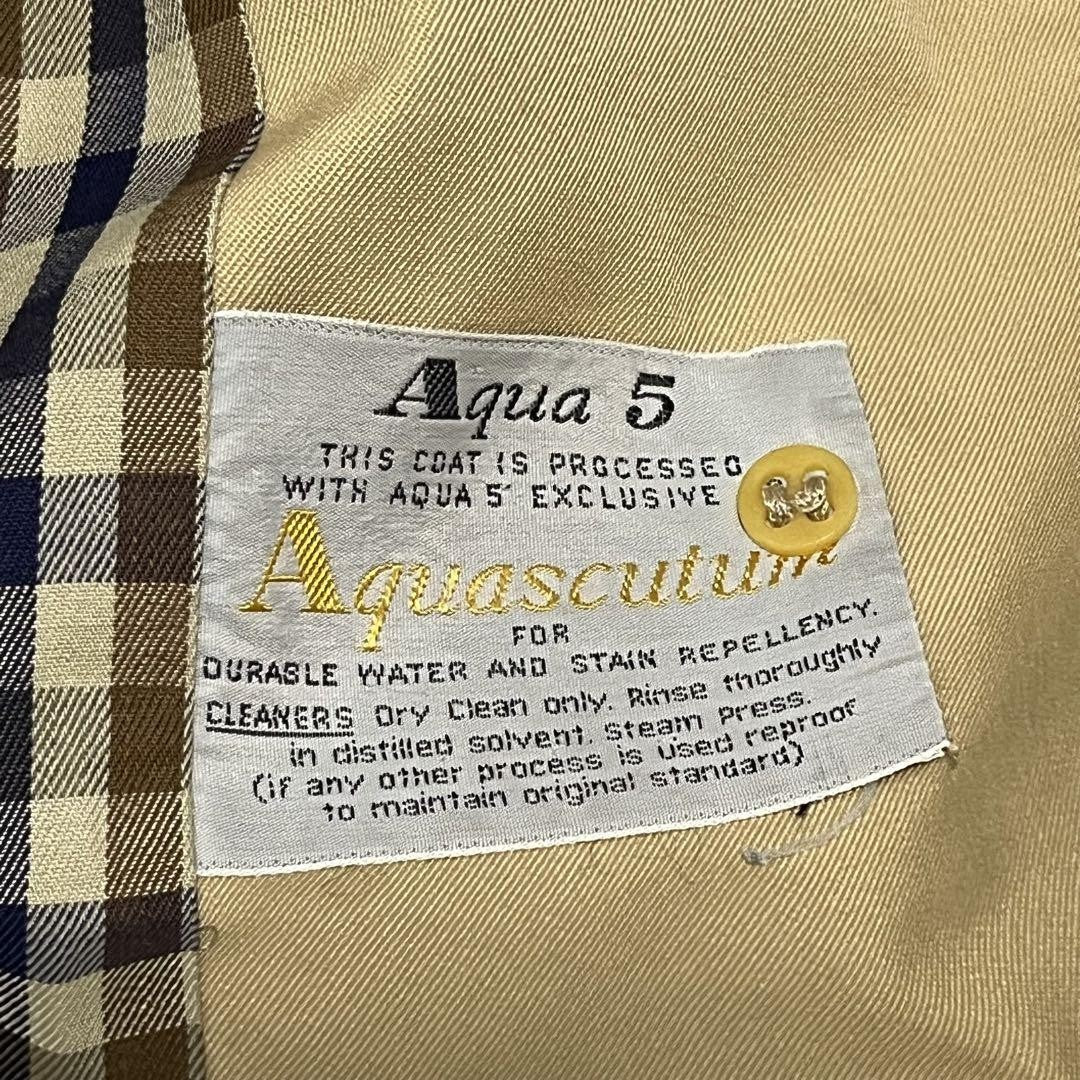 Aqua 5
THIS COAT IS PROCESSED
WITH AQUA 5 EXCLUSIVE
Aquascutum
FOR
DURABLE WATER AND STAIN REPELLENCY.
CLEANERS Dry Clean only. Rinse thoroughly
in distilled solvent. Steam Press.
(if any other process is used reproof
to maintain original standard)